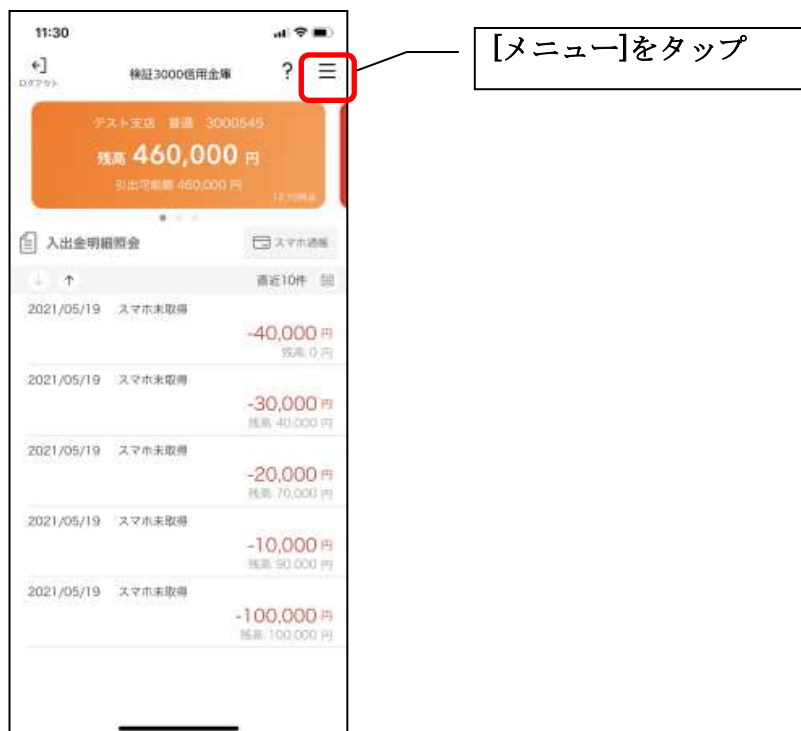 11:30
ログアウト
検証3000信用金庫
?
[メニュー]をタップ
テスト支店 普通 3000545
残高 460,000 円
引出可能額 460,000 円
入出金明細照会
スマホ通帳
↓ ↑
直近10件
2021/05/19 スマホ未取得
-40,000 円
残高 0 円
2021/05/19 スマホ未取得
-30,000 円
残高 40,000 円
2021/05/19 スマホ未取得
-20,000 円
残高 70,000 円
2021/05/19 スマホ未取得
-10,000 円
残高 90,000 円
2021/05/19 スマホ未取得
-100,000 円
残高 100,000 円